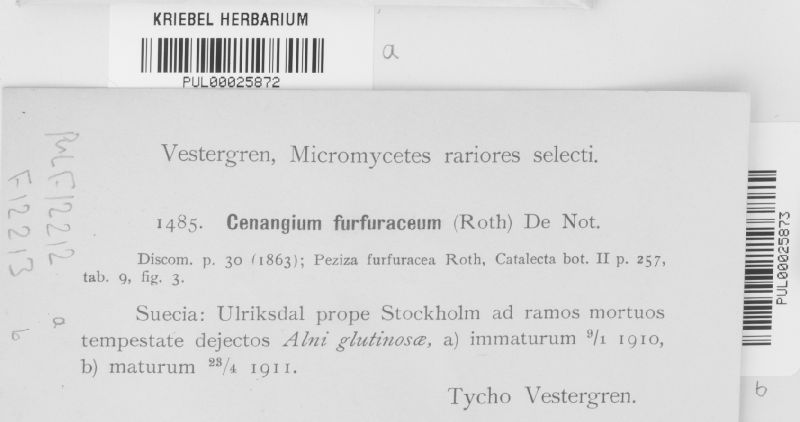 KRIEBEL HERBARIUM
PUL00025872
a
PUL F12212 a
F12213 b
Vestergren, Micromycetes rariores selecti.
1485. Cenangium furfuraceum (Roth) De Not.
Discom. p. 30 (1863); Peziza furfuracea Roth, Catalecta bot. II p. 257,
tab. 9, fig. 3.
Suecia: Ulriksdal prope Stockholm ad ramos mortuos
tempestate dejectos Alni glutinosæ, a) immaturum 9/1 1910,
b) maturum 23/4 1911.
Tycho Vestergren.
PUL00025873
b